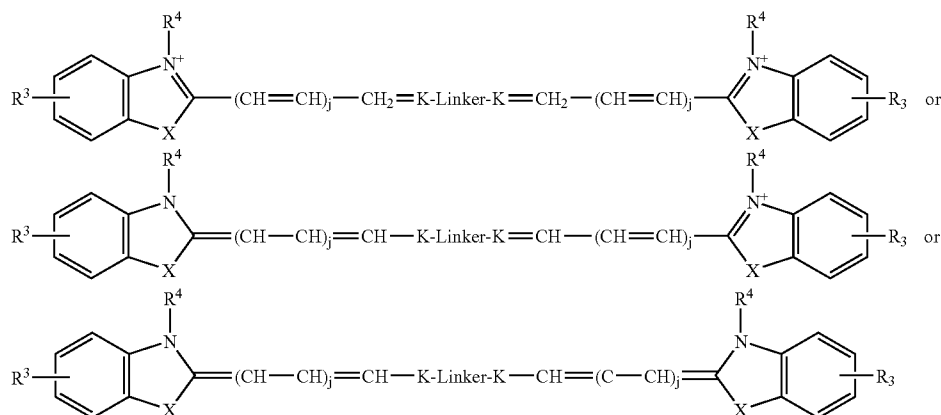 R⁴ R⁴
R³ N⁺ X —(CH=CH)ⱼ—CH₂=K-Linker-K=CH₂—(CH=CH)ⱼ— N⁺ X R₃ or
R⁴ R⁴
R³ N X =(CH—CH)ⱼ=CH—K-Linker-K=CH—(CH=CH)ⱼ— N⁺ X R₃ or
R⁴ R⁴
R³ N X =(CH—CH)ⱼ=CH—K-Linker-K—CH=(C—CH)ⱼ= N X R₃